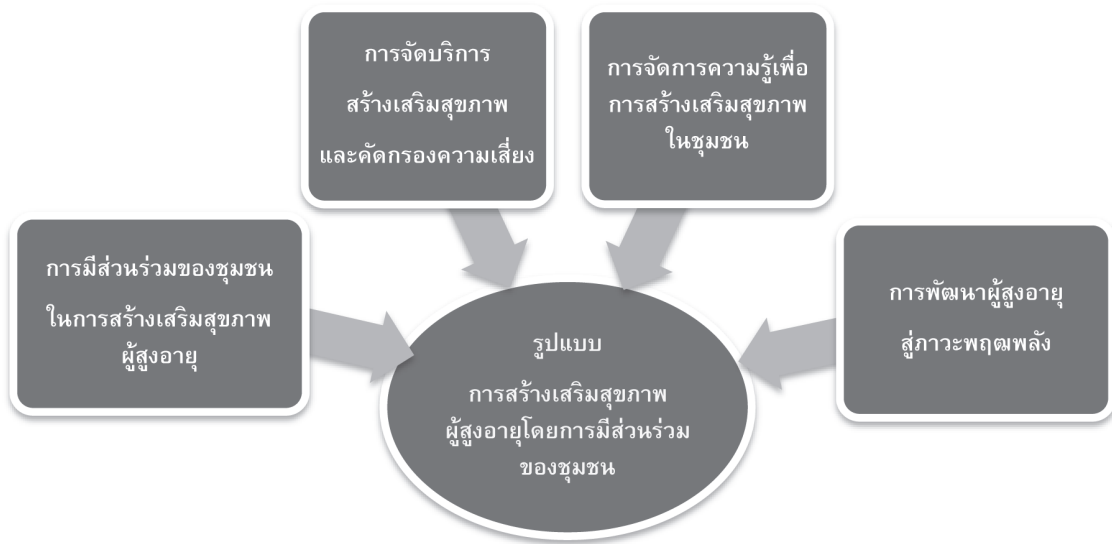 การจัดบริการ
สร้างเสริมสุขภาพ
และคัดกรองความเสี่ยง
การจัดการความรู้เพื่อ
การสร้างเสริมสุขภาพ
ในชุมชน
การมีส่วนร่วมของชุมชน
ในการสร้างเสริมสุขภาพ
ผู้สูงอายุ
การพัฒนาผู้สูงอายุ
สู่ภาวะพฤฒพลัง
รูปแบบ
การสร้างเสริมสุขภาพ
ผู้สูงอายุโดยการมีส่วนร่วม
ของชุมชน